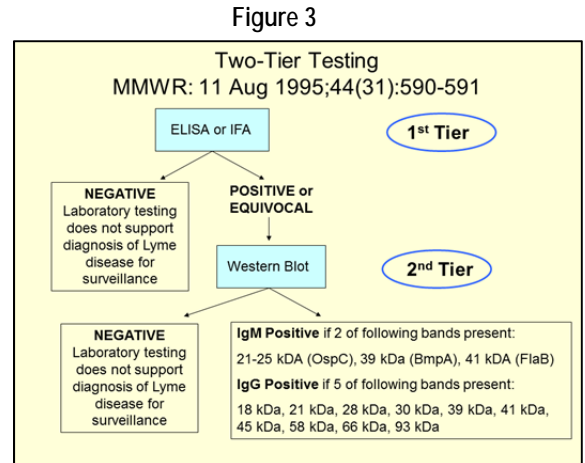 Figure 3
Two-Tier Testing
MMWR: 11 Aug 1995;44(31):590-591
ELISA or IFA
1st Tier
NEGATIVE
Laboratory testing
does not support
diagnosis of Lyme
disease for
surveillance
POSITIVE or
EQUIVOCAL
Western Blot
2nd Tier
NEGATIVE
Laboratory testing
does not support
diagnosis of Lyme
disease for
surveillance
IgM Positive if 2 of following bands present:
21-25 kDA (OspC), 39 kDa (BmpA), 41 kDA (FlaB)
IgG Positive if 5 of following bands present:
18 kDa, 21 kDa, 28 kDa, 30 kDa, 39 kDa, 41 kDa,
45 kDa, 58 kDa, 66 kDa, 93 kDa